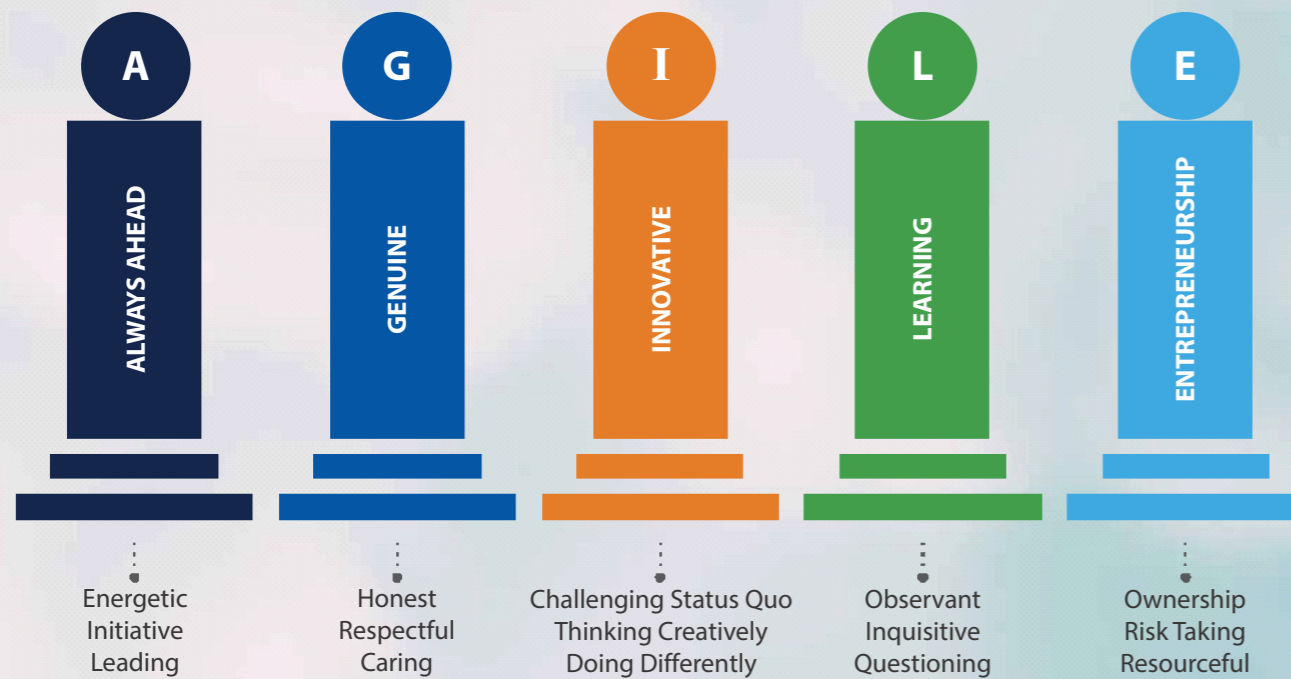 A
G
I
L
E
ALWAYS AHEAD
GENUINE
INNOVATIVE
LEARNING
ENTREPRENEURSHIP
Energetic
Initiative
Leading
Honest
Respectful
Caring
Challenging Status Quo
Thinking Creatively
Doing Differently
Observant
Inquisitive
Questioning
Ownership
Risk Taking
Resourceful